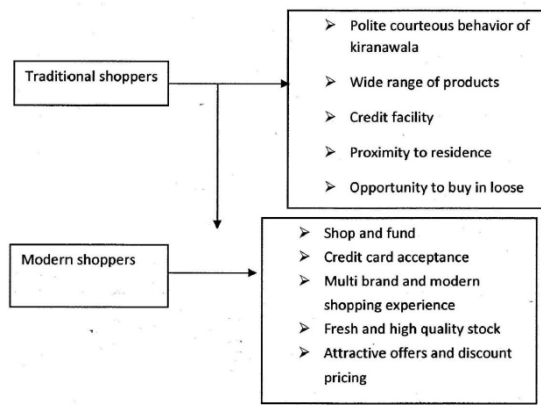 Traditional shoppers
➢ Polite courteous behavior of
kiranawala
➢ Wide range of products
➢ Credit facility
➢ Proximity to residence
➢ Opportunity to buy in loose
Modern shoppers
➢ Shop and fund
➢ Credit card acceptance
➢ Multi brand and modern
shopping experience
➢ Fresh and high quality stock
➢ Attractive offers and discount
pricing